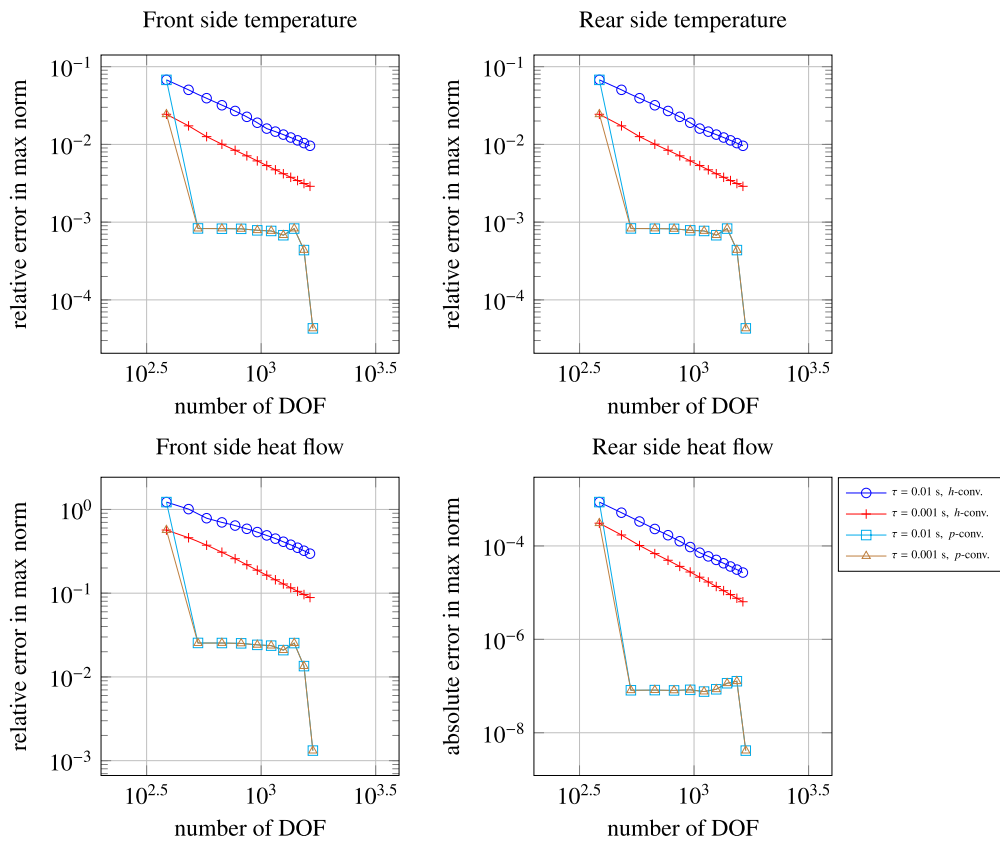 Front side temperature
relative error in max norm
10^-1
10^-2
10^-3
10^-4
10^2.5
10^3
10^3.5
number of DOF
Rear side temperature
relative error in max norm
10^-1
10^-2
10^-3
10^-4
10^2.5
10^3
10^3.5
number of DOF
Front side heat flow
relative error in max norm
10^0
10^-1
10^-2
10^-3
10^2.5
10^3
10^3.5
number of DOF
Rear side heat flow
absolute error in max norm
10^-4
10^-6
10^-8
10^2.5
10^3
10^3.5
number of DOF
τ = 0.01 s, h-conv.
τ = 0.001 s, h-conv.
τ = 0.01 s, p-conv.
τ = 0.001 s, p-conv.